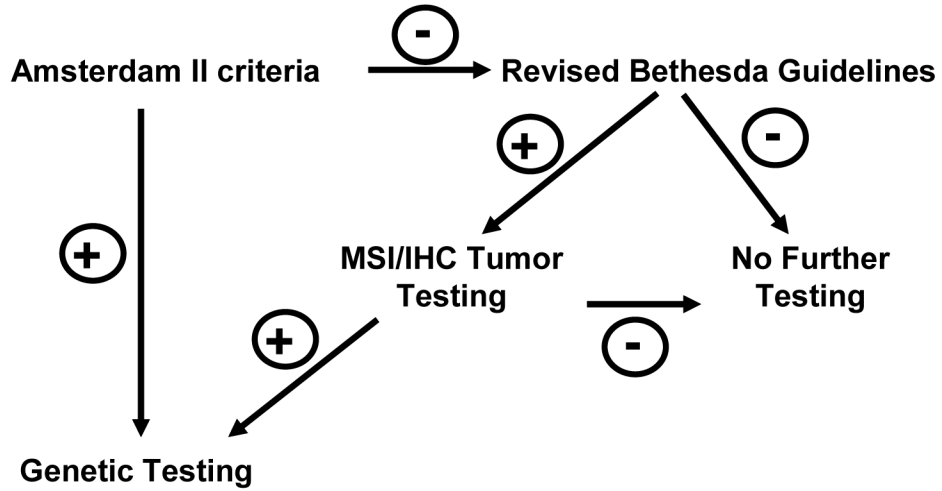 -
Amsterdam II criteria
Revised Bethesda Guidelines
+
-
+
MSI/IHC Tumor
Testing
No Further
Testing
+
-
Genetic Testing